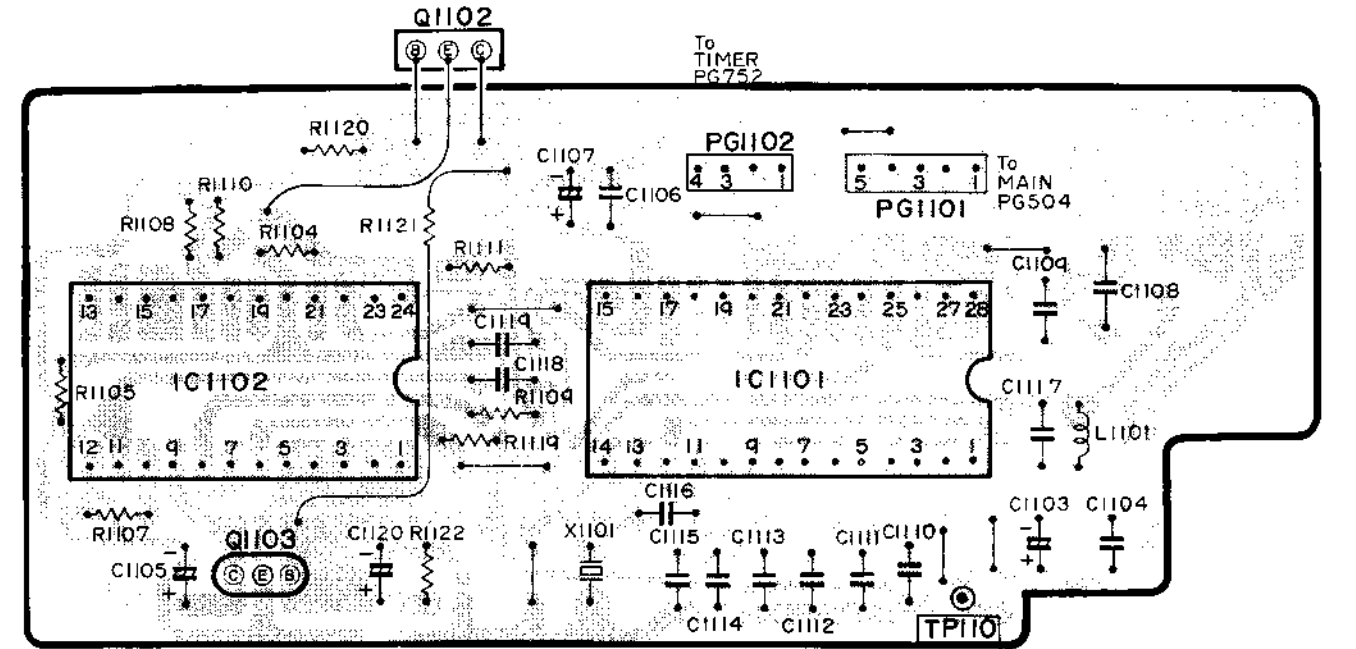 Q1102
B E C
To
TIMER
PG752
R1120
C1107
-
+
C1106
PG1102
4 3 1
5 3 1
PG1101
To
MAIN
PG504
R1110
R1108
R1104
R1121
R1111
C1109
C1108
13 15 17 19 21 23 24
IC1102
12 11 9 7 5 3 1
R1105
C1119
C1118
R1109
R1119
15 17 19 21 23 25 27 28
IC1101
14 13 11 9 7 5 3 1
C1117
L1101
R1107
C1105
-
+
Q1103
C E B
C1120
-
+
R1122
X1101
C1116
C1115
C1114
C1113
C1112
C1111
C1110
C1103
-
+
C1104
TP110